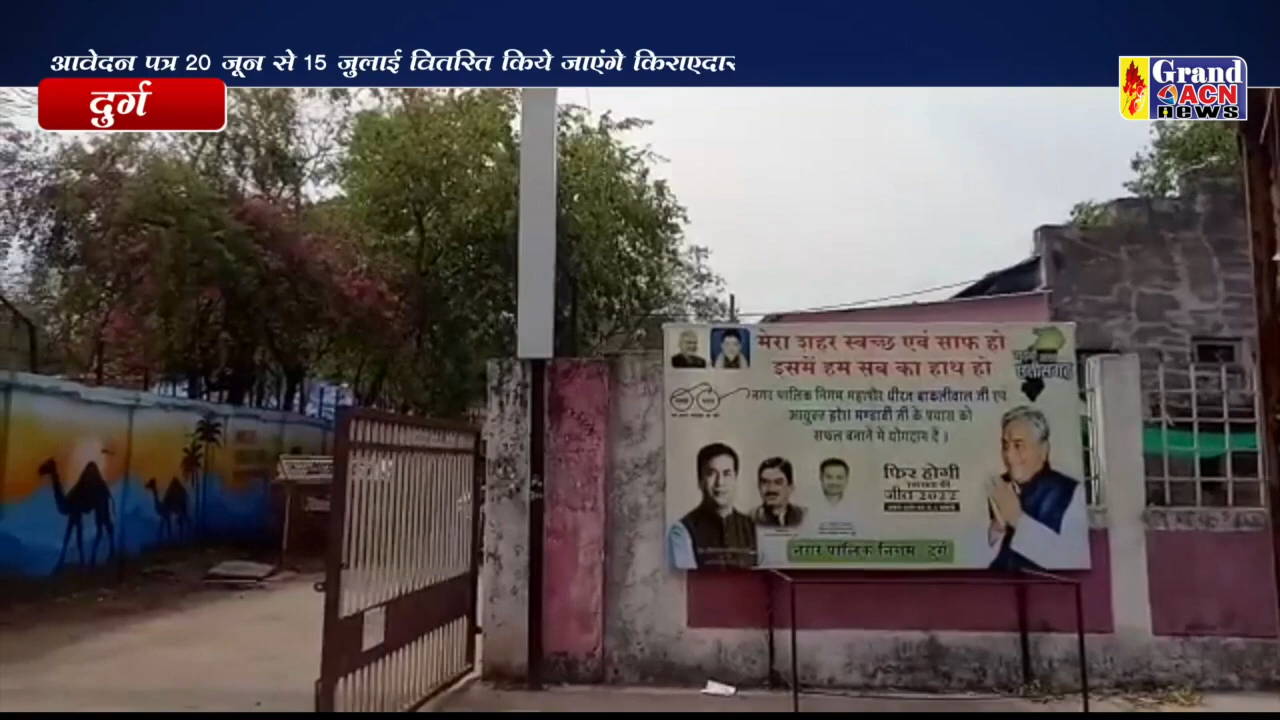 आवेदन पत्र 20 जून से 15 जुलाई वितरित किये जाएंगे किराएदार
दुर्ग
Grand
ACN
news
मेरा शहर स्वच्छ एवं साफ हो
इसमें हम सब का हाथ हो
नगर पालिक निगम महापौर धीरज बाकलीवाल जी एवं
आयुक्त हरेश मण्डावी जी के प्रयास को
सफल बनाने में योगदान दें ।
फिर होगी
जीत 2022
नगर पालिक निगम दुर्ग